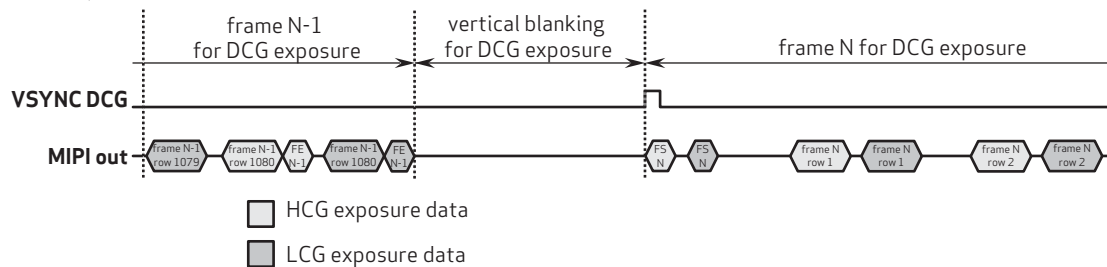 frame N-1
for DCG exposure
vertical blanking
for DCG exposure
frame N for DCG exposure
VSYNC DCG
MIPI out
frame N-1
row 1079
frame N-1
row 1080
FE
N-1
frame N-1
row 1080
FE
N-1
FS
N
FS
N
frame N
row 1
frame N
row 1
frame N
row 2
frame N
row 2
HCG exposure data
LCG exposure data